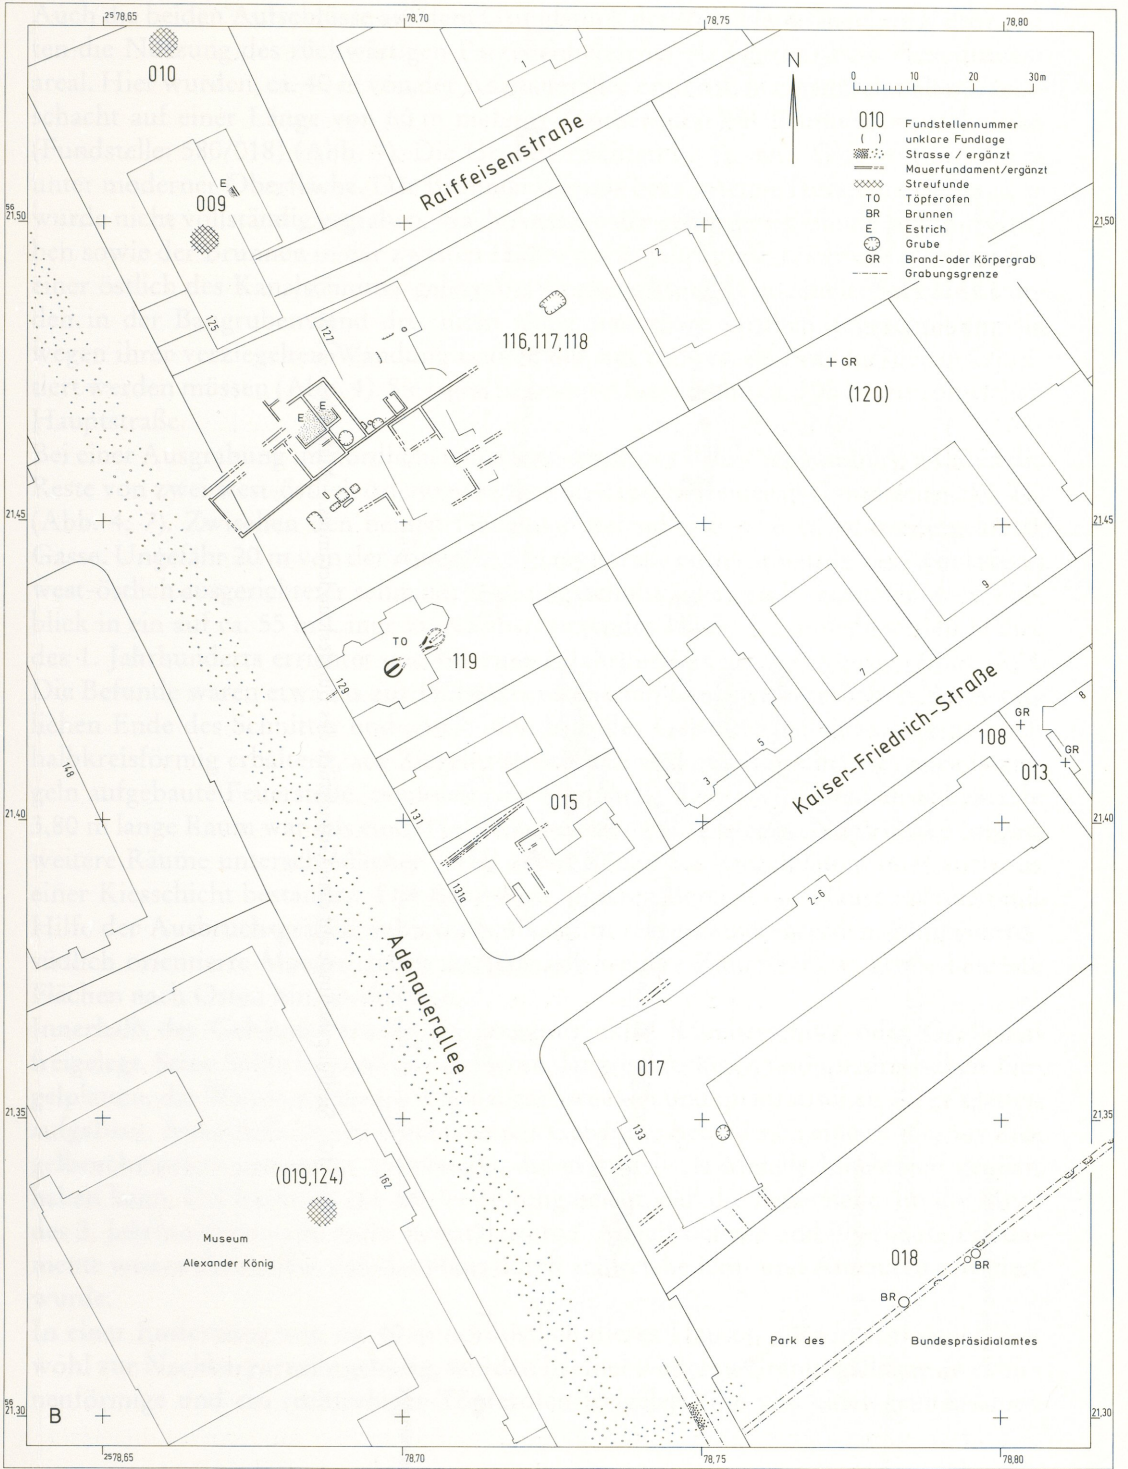 2578,65
78,70
78,75
78,80
010
1
N
0 10 20 30m
010 Fundstellennummer
( ) unklare Fundlage
Strasse / ergänzt
Mauerfundament/ergänzt
Streufunde
TO Töpferofen
BR Brunnen
E Estrich
Grube
GR Brand- oder Körpergrab
Grabungsgrenze
Raiffeisenstraße
E
009
56
21,50
21,50
2
125
127
116,117,118
GR
(120)
E
E
21,45
21,45
9
TO
119
129
7
Kaiser-Friedrich-Straße
8
GR
108
GR
013
5
3
148
015
131
21,40
21,40
131a
2-6
Adenauerallee
017
21,35
21,35
133
(019,124)
162
Museum
Alexander König
018
BR
BR
Park des Bundespräsidialamtes
56
21,30
B
21,30
2578,65
78,70
78,75
78,80